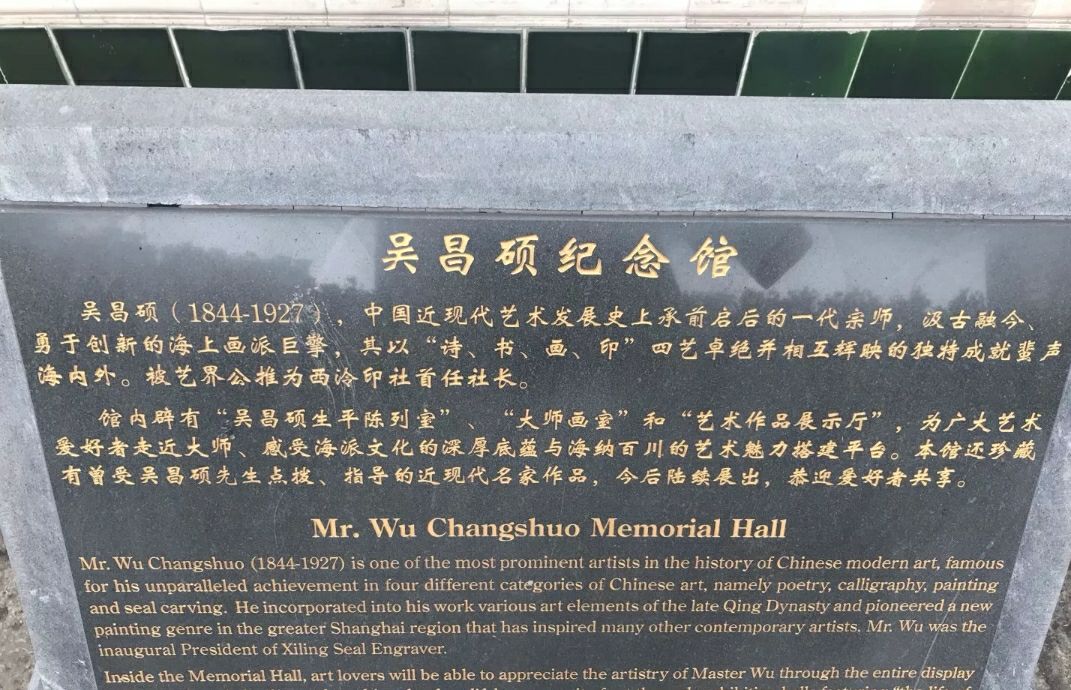 吴昌硕纪念馆
吴昌硕（1844-1927），中国近现代艺术发展史上承前启后的一代宗师，汲古融今、
勇于创新的海上画派巨擘，其以“诗、书、画、印”四艺卓绝并相互辉映的独特成就蜚声
海内外。被艺界公推为西泠印社首任社长。
馆内辟有“吴昌硕生平陈列室”、“大师画室”和“艺术作品展示厅”，为广大艺术
爱好者走近大师、感受海派文化的深厚底蕴与海纳百川的艺术魅力搭建平台。本馆还珍藏
有曾受吴昌硕先生点拨、指导的近现代名家作品，今后陆续展出，恭迎爱好者共享。
Mr. Wu Changshuo Memorial Hall
Mr. Wu Changshuo (1844-1927) is one of the most prominent artists in the history of Chinese modern art, famous
for his unparalleled achievement in four different categories of Chinese art, namely poetry, calligraphy, painting
and seal carving. He incorporated into his work various art elements of the late Qing Dynasty and pioneered a new
painting genre in the greater Shanghai region that has inspired many other contemporary artists. Mr. Wu was the
inaugural President of Xiling Seal Engraver.
Inside the Memorial Hall, art lovers will be able to appreciate the artistry of Master Wu through the entire display